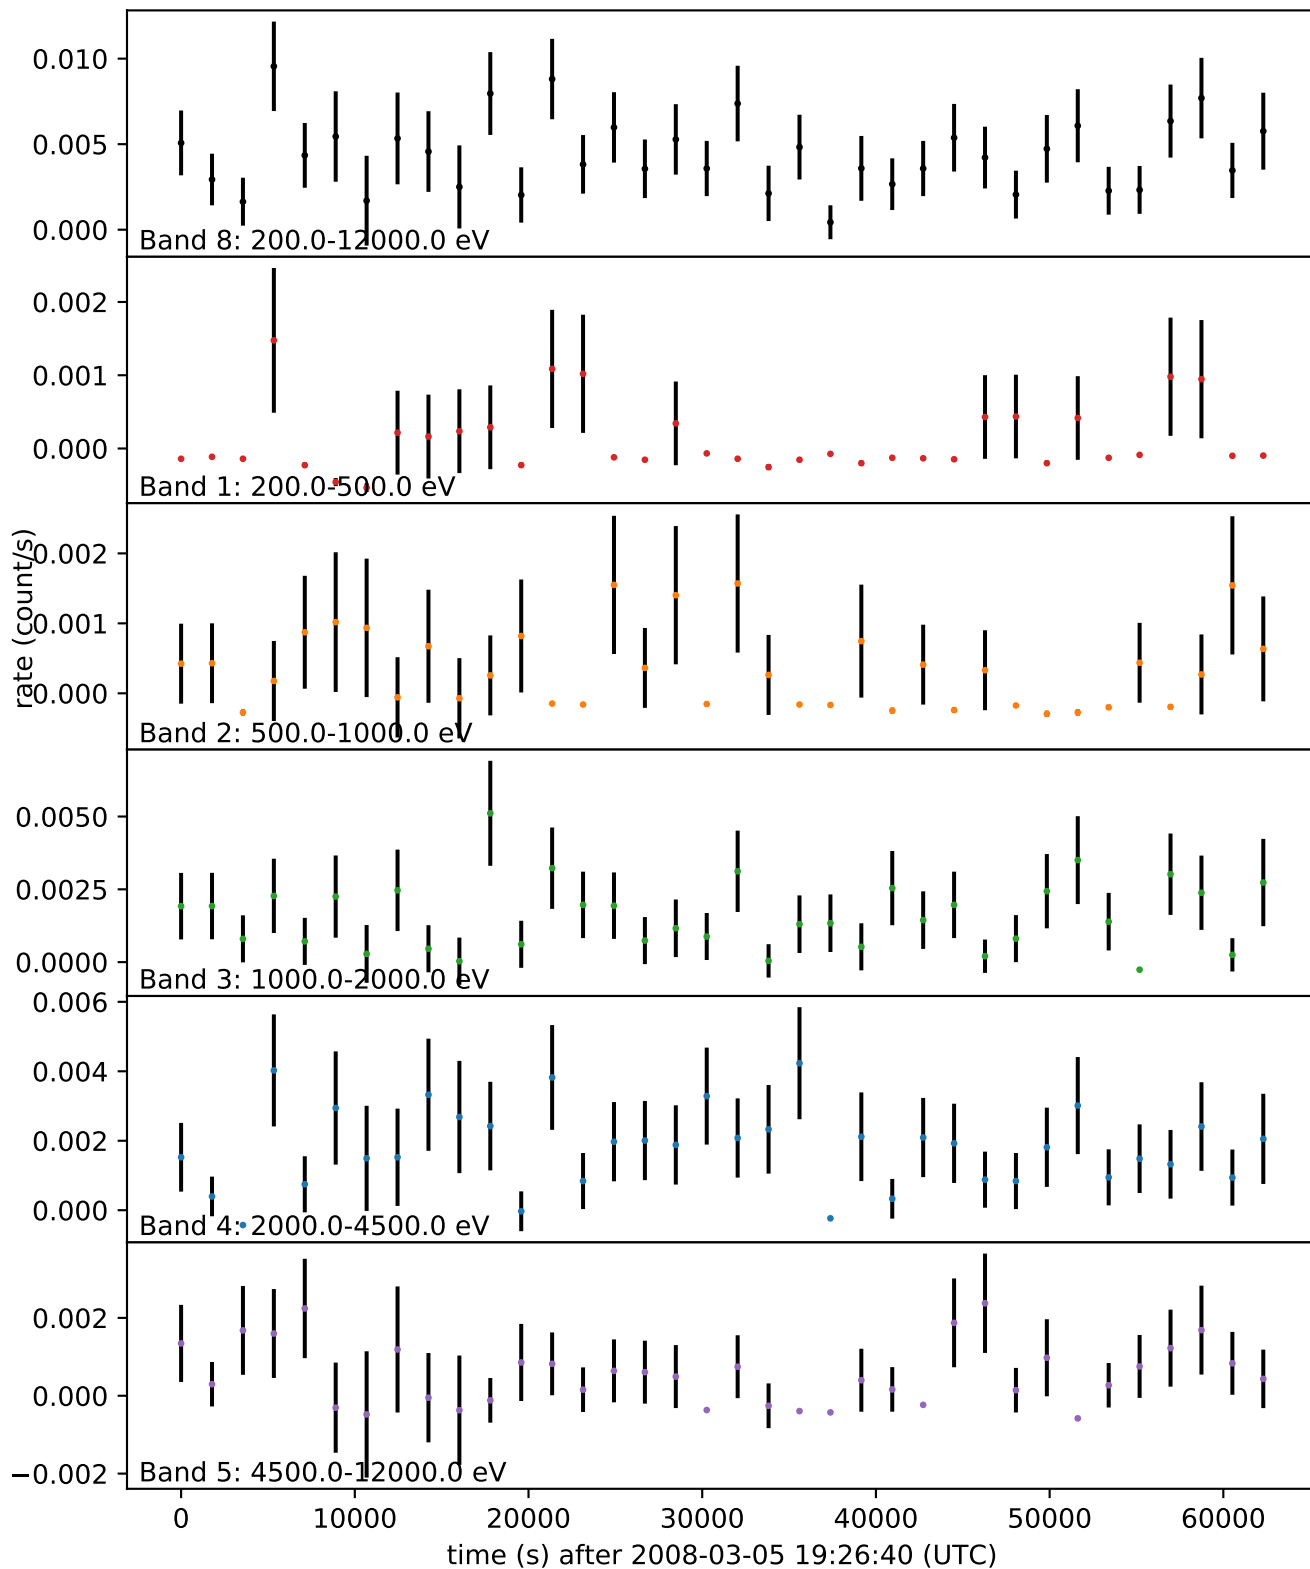 0.010
0.005
0.000
Band 8: 200.0-12000.0 eV
0.002
0.001
0.000
Band 1: 200.0-500.0 eV
rate (count/s)
0.002
0.001
0.000
Band 2: 500.0-1000.0 eV
0.0050
0.0025
0.0000
Band 3: 1000.0-2000.0 eV
0.006
0.004
0.002
0.000
Band 4: 2000.0-4500.0 eV
0.002
0.000
−0.002
Band 5: 4500.0-12000.0 eV
0 10000 20000 30000 40000 50000 60000
time (s) after 2008-03-05 19:26:40 (UTC)